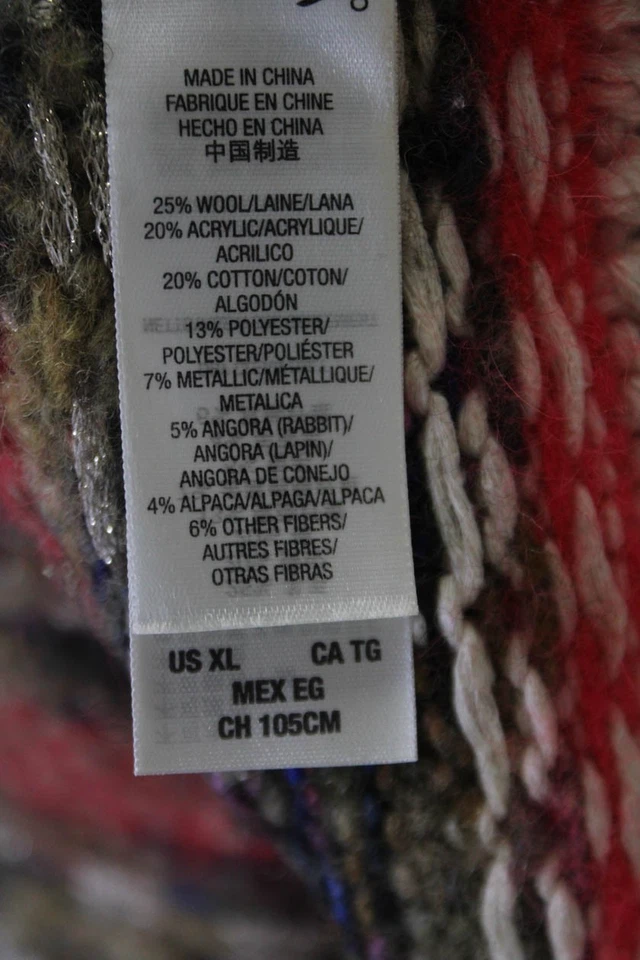 MADE IN CHINA
FABRIQUE EN CHINE
HECHO EN CHINA
中国制造
25% WOOL/LAINE/LANA
20% ACRYLIC/ACRYLIQUE/
ACRILICO
20% COTTON/COTON/
ALGODÓN
13% POLYESTER/
POLYESTER/POLIÉSTER
7% METALLIC/MÉTALLIQUE/
METALICA
5% ANGORA (RABBIT)/
ANGORA (LAPIN)/
ANGORA DE CONEJO
4% ALPACA/ALPAGA/ALPACA
6% OTHER FIBERS/
AUTRES FIBRES/
OTRAS FIBRAS
US XL CA TG
MEX EG
CH 105CM